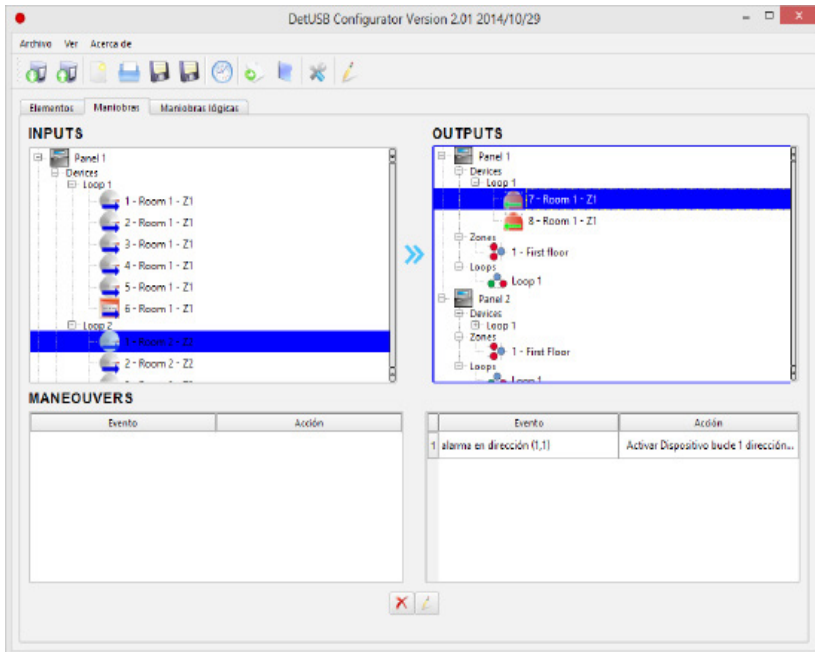 DetUSB Configurator Version 2.01 2014/10/29
Archivo Ver Acerca de
Elementos Maniobras Maniobras lógicas
INPUTS
Panel 1
Devices
Loop 1
1 - Room 1 - Z1
2 - Room 1 - Z1
3 - Room 1 - Z1
4 - Room 1 - Z1
5 - Room 1 - Z1
6 - Room 1 - Z1
Loop 2
1 - Room 2 - Z2
2 - Room 2 - Z2
OUTPUTS
Panel 1
Devices
Loop 1
7 - Room 1 - Z1
8 - Room 1 - Z1
Zones
1 - First floor
Loops
Loop 1
Panel 2
Devices
Loop 1
Zones
1 - First Floor
Loops
Loop 1
MANEOUVERS
Evento Acción
Evento Acción
1 alarma en dirección (1,1) Activar Dispositivo bucle 1 dirección...